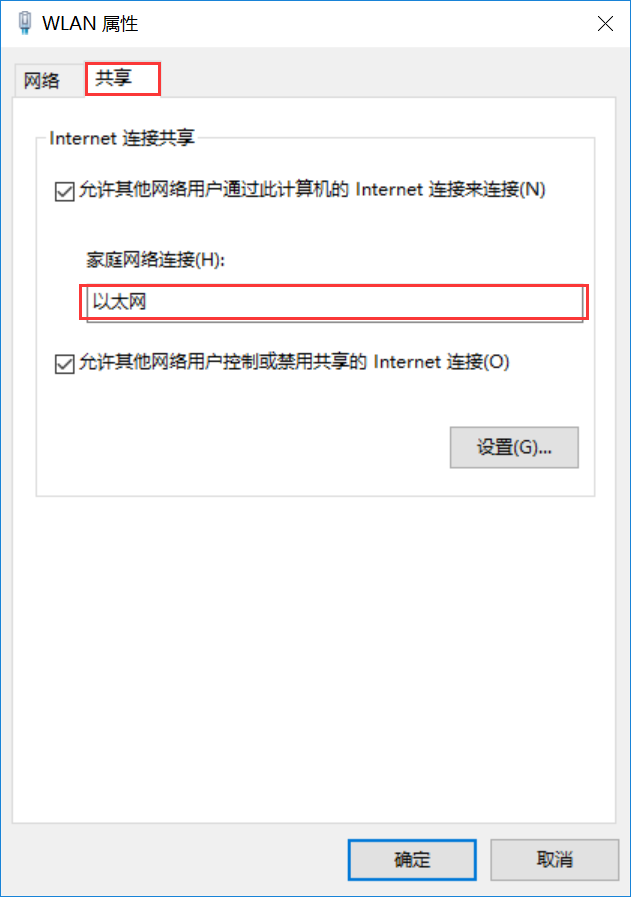 WLAN 属性
网络
共享
Internet 连接共享
允许其他网络用户通过此计算机的 Internet 连接来连接(N)
家庭网络连接(H):
以太网
允许其他网络用户控制或禁用共享的 Internet 连接(O)
设置(G)...
确定
取消